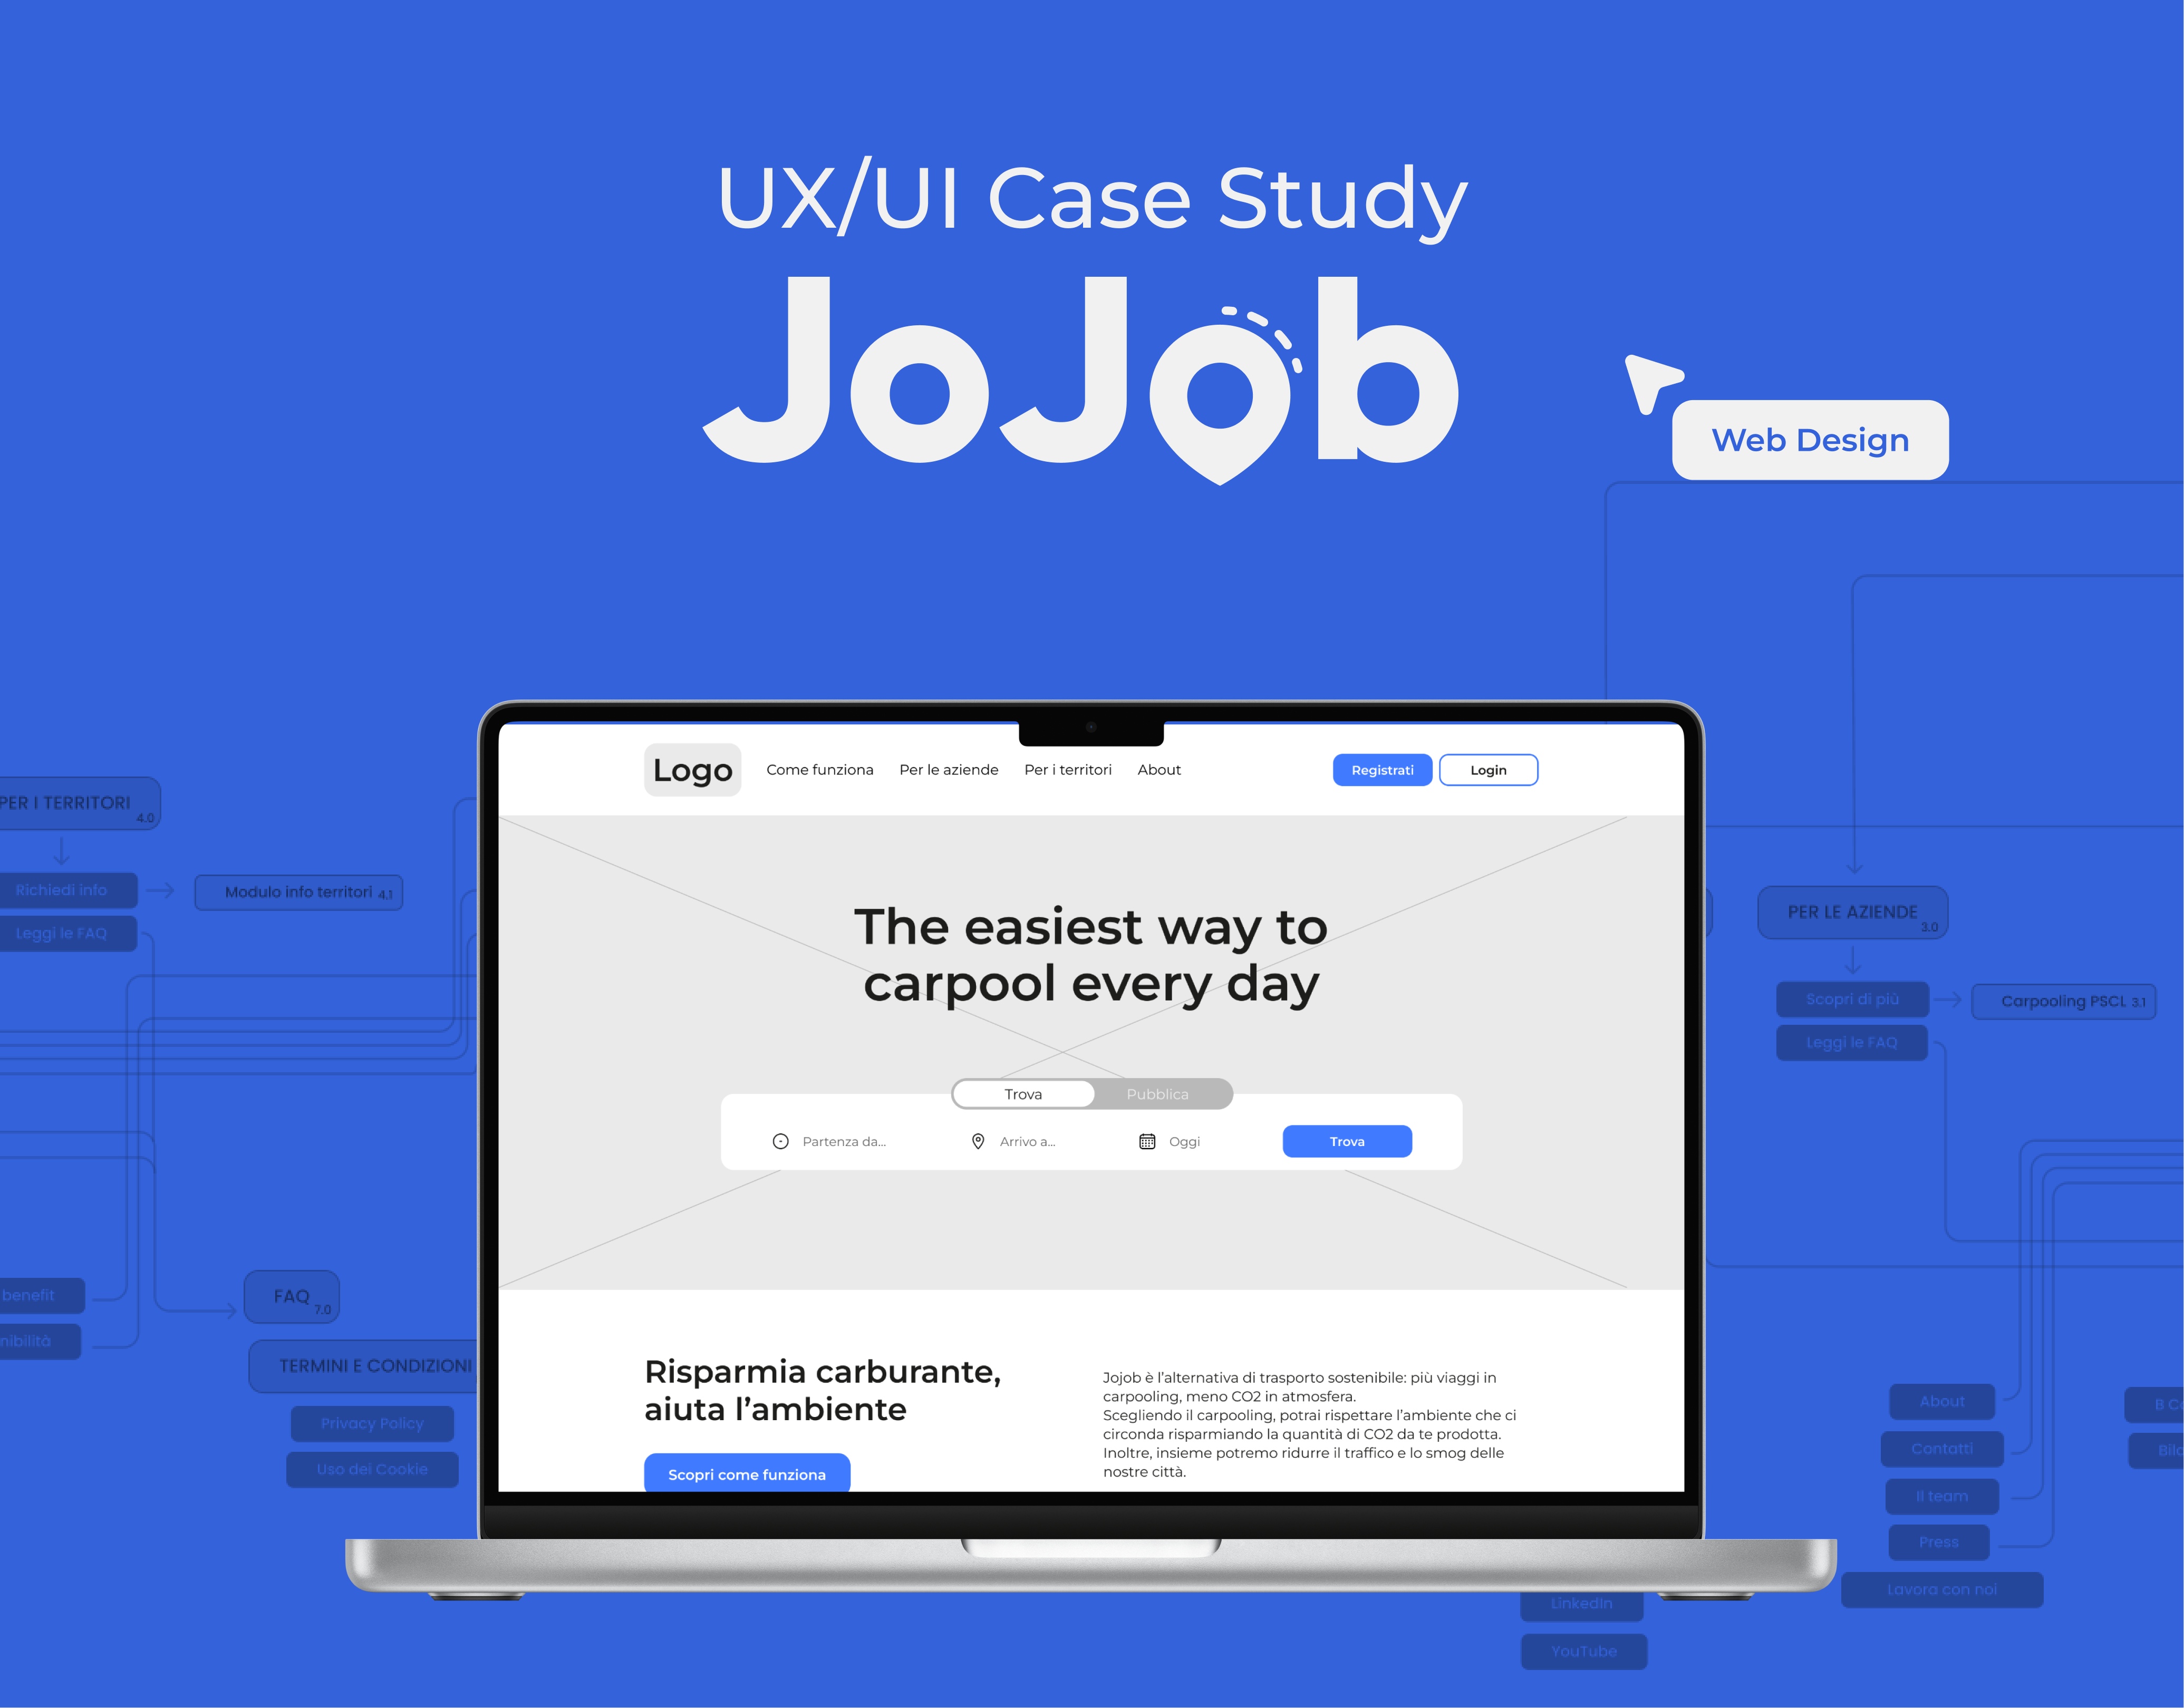 UX/UI Case Study
JoJob
Web Design
Logo
Come funziona
Per le aziende
Per i territori
About
Registrati
Login
The easiest way to
carpool every day
Trova
Pubblica
Partenza da...
Arrivo a...
Oggi
Trova
Risparmia carburante,
aiuta l’ambiente
Scopri come funziona
Jojob è l’alternativa di trasporto sostenibile: più viaggi in
carpooling, meno CO2 in atmosfera.
Scegliendo il carpooling, potrai rispettare l’ambiente che ci
circonda risparmiando la quantità di CO2 da te prodotta.
Inoltre, insieme potremo ridurre il traffico e lo smog delle
nostre città.
PER I TERRITORI
4.0
Richiedi info
Modulo info territori 4.1
Leggi le FAQ
benefit
nibilità
FAQ
7.0
TERMINI E CONDIZIONI
Privacy Policy
Uso dei Cookie
PER LE AZIENDE
3.0
Scopri di più
Carpooling PSCL 3.1
Leggi le FAQ
About
Contatti
Il team
Press
Lavora con noi
LinkedIn
YouTube